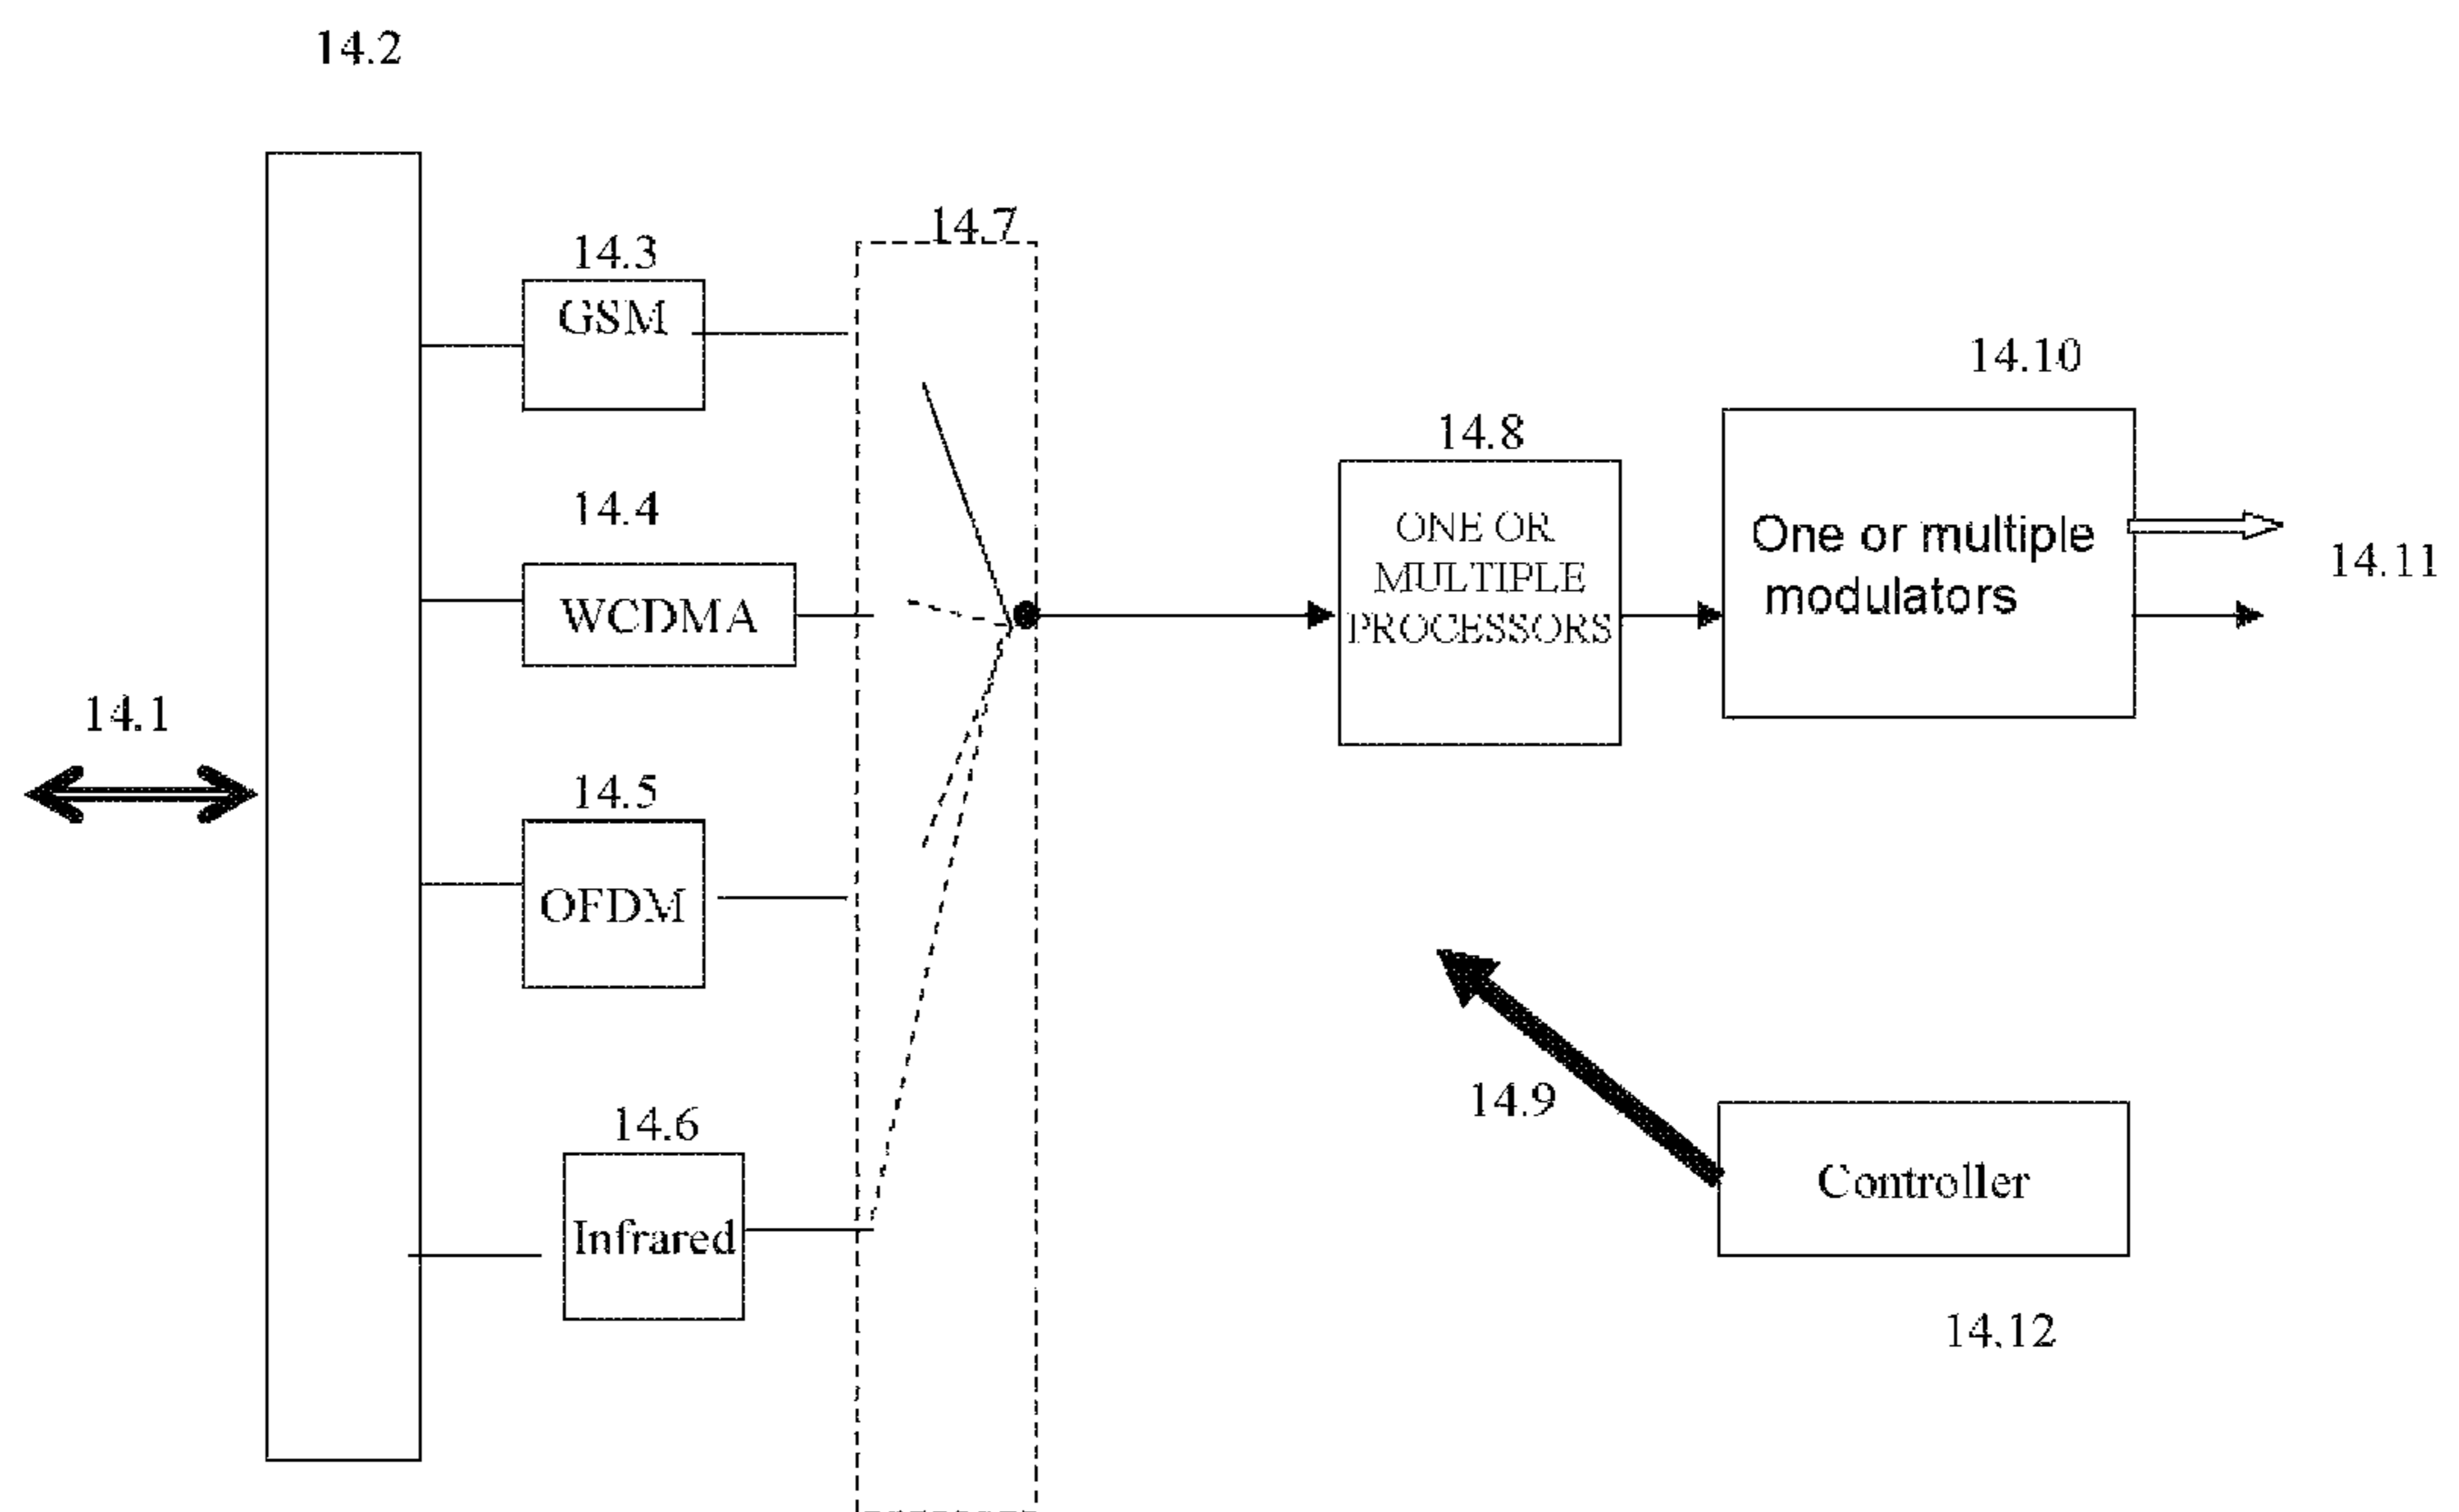 14.2
14.7
14.3
GSM
14.10
14.8
14.4
ONE OR
MULTIPLE
PROCESSORS
One or multiple
modulators
14.11
WCDMA
14.1
14.5
OFDM
14.9
14.6
Infrared
Controller
14.12